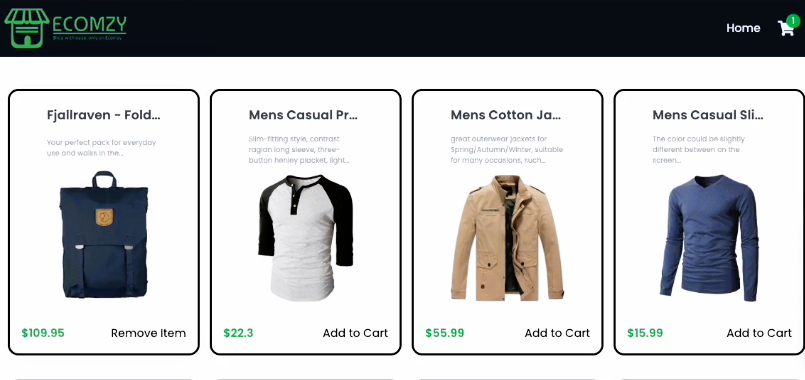 ECOMZY
Home
1
Fjallraven - Fold...
Your perfect pack for everyday
use and walks in the...
$109.95
Remove Item
Mens Casual Pr...
Slim-fitting style, contrast
raglan long sleeve, three-
button henley placket, light...
$22.3
Add to Cart
Mens Cotton Ja...
great outerwear jackets for
Spring/Autumn/Winter, suitable
for many occasions, such...
$55.99
Add to Cart
Mens Casual Sli...
The color could be slightly
different between on the
screen...
$15.99
Add to Cart